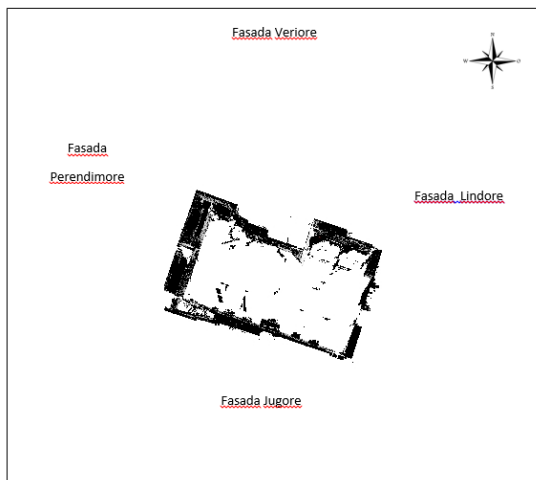 Fasada Veriore
N
W
O
S
Fasada
Perendimore
Fasada Lindore
Fasada Jugore